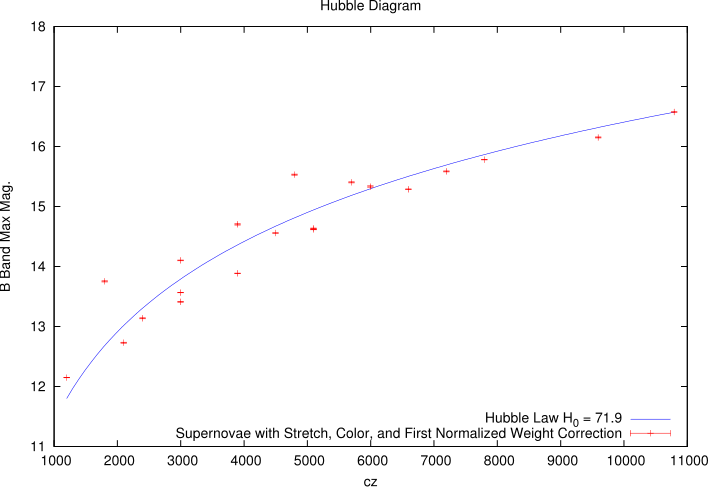 Hubble Diagram
18
17
16
15
14
13
12
11
B Band Max Mag.
Hubble Law H0 = 71.9
Supernovae with Stretch, Color, and First Normalized Weight Correction
1000 2000 3000 4000 5000 6000 7000 8000 9000 10000 11000
cz